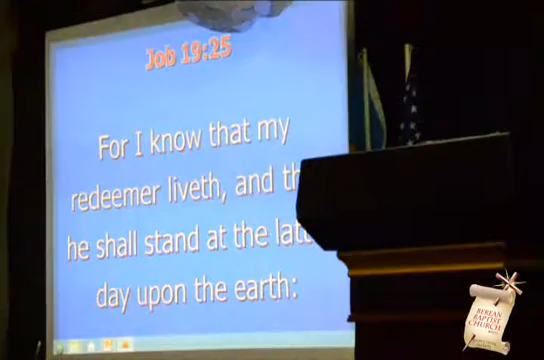 Job 19:25
For I know that my
redeemer liveth, and th
he shall stand at the lat
day upon the earth:
BEREAN
BAPTIST
CHURCH